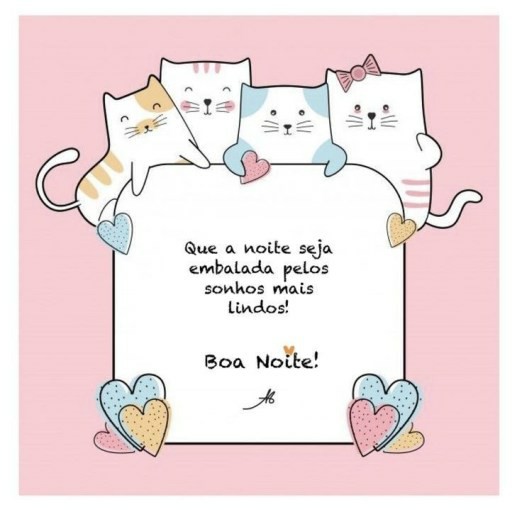 Que a noite seja
embalada pelos
sonhos mais
lindos!
Boa Noite!